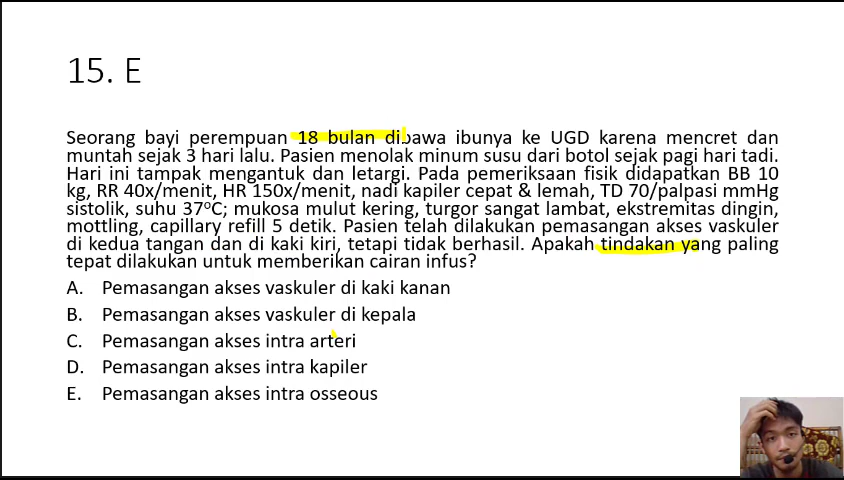 15. E
Seorang bayi perempuan 18 bulan dibawa ibunya ke UGD karena mencret dan
muntah sejak 3 hari lalu. Pasien menolak minum susu dari botol sejak pagi hari tadi.
Hari ini tampak mengantuk dan letargi. Pada pemeriksaan fisik didapatkan BB 10
kg, RR 40x/menit, HR 150x/menit, nadi kapiler cepat & lemah, TD 70/palpasi mmHg
sistolik, suhu 37°C; mukosa mulut kering, turgor sangat lambat, ekstremitas dingin,
mottling, capillary refill 5 detik. Pasien telah dilakukan pemasangan akses vaskuler
di kedua tangan dan di kaki kiri, tetapi tidak berhasil. Apakah tindakan yang paling
tepat dilakukan untuk memberikan cairan infus?
A. Pemasangan akses vaskuler di kaki kanan
B. Pemasangan akses vaskuler di kepala
C. Pemasangan akses intra arteri
D. Pemasangan akses intra kapiler
E. Pemasangan akses intra osseous